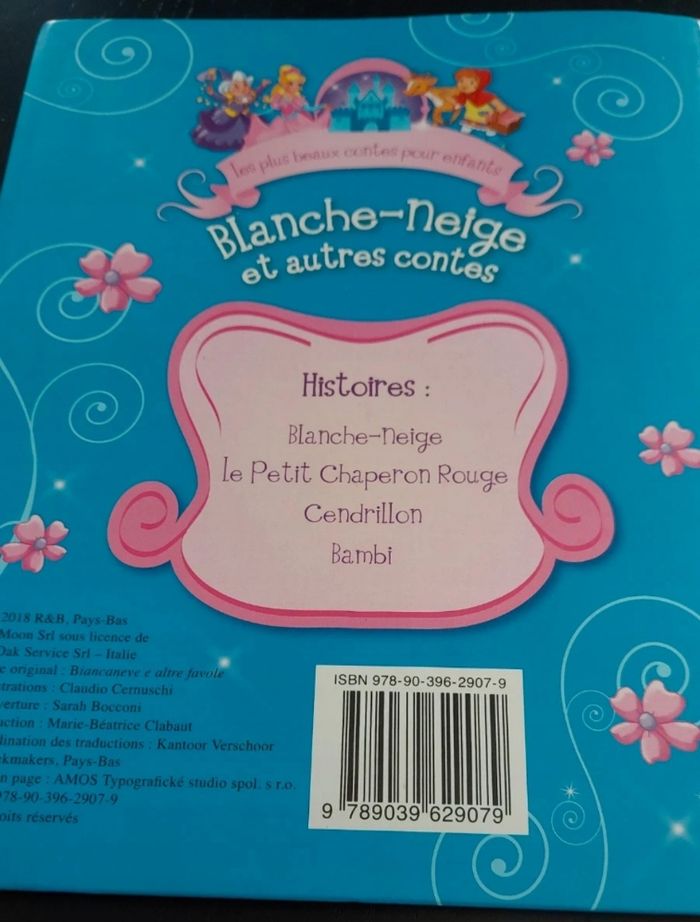 Les plus beaux contes pour enfants
Blanche-Neige
et autres contes
Histoires :
Blanche-Neige
Le Petit Chaperon Rouge
Cendrillon
Bambi
2018 R&B, Pays-Bas
Moon Srl sous licence de
Oak Service Srl – Italie
e original : Biancaneve e altre favole
strations : Claudio Cernuschi
verture : Sarah Bocconi
uction : Marie-Béatrice Clabaut
dination des traductions : Kantoor Verschoor
ekmakers, Pays-Bas
n page : AMOS Typografické studio spol. s r.o.
978-90-396-2907-9
oits réservés
ISBN 978-90-396-2907-9
9 789039 629079